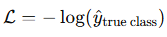 ℒ = − log(ŷ_true class)